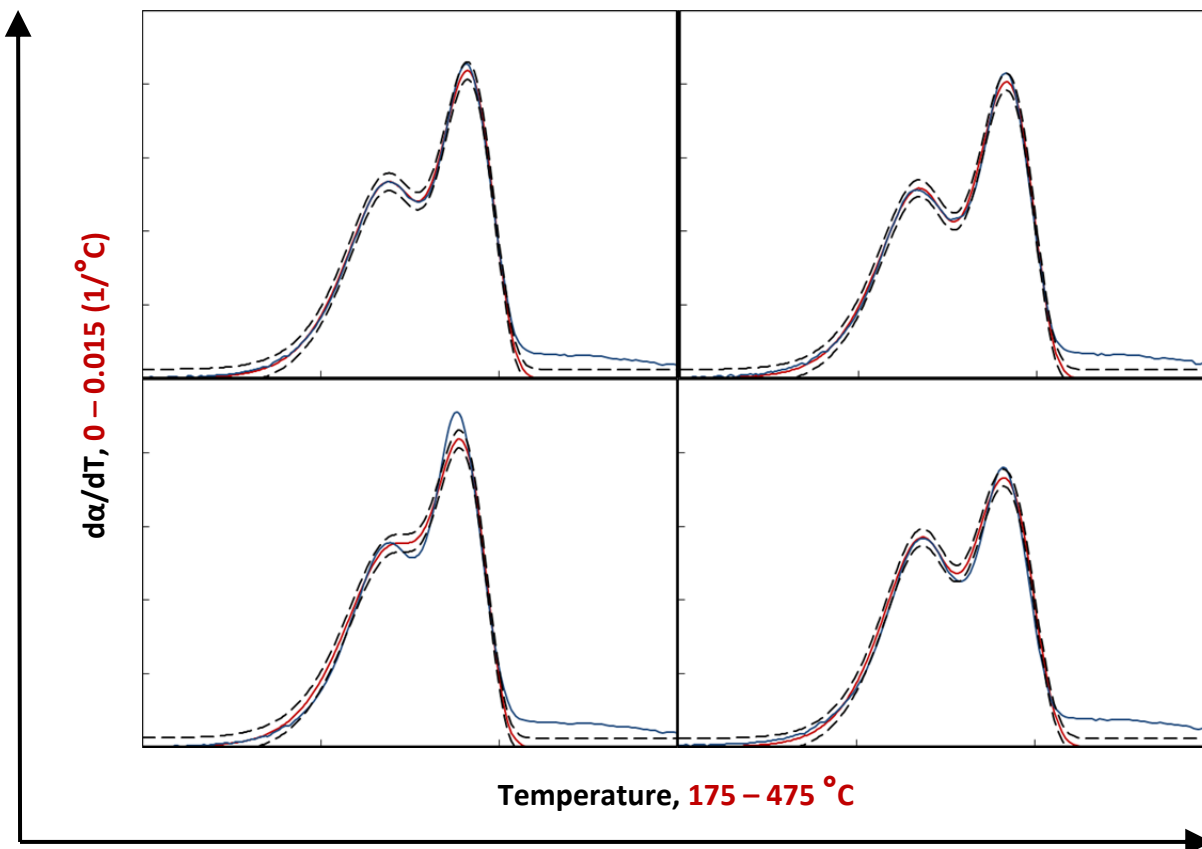 dα/dT, 0 – 0.015 (1/°C)
Temperature, 175 – 475 °C